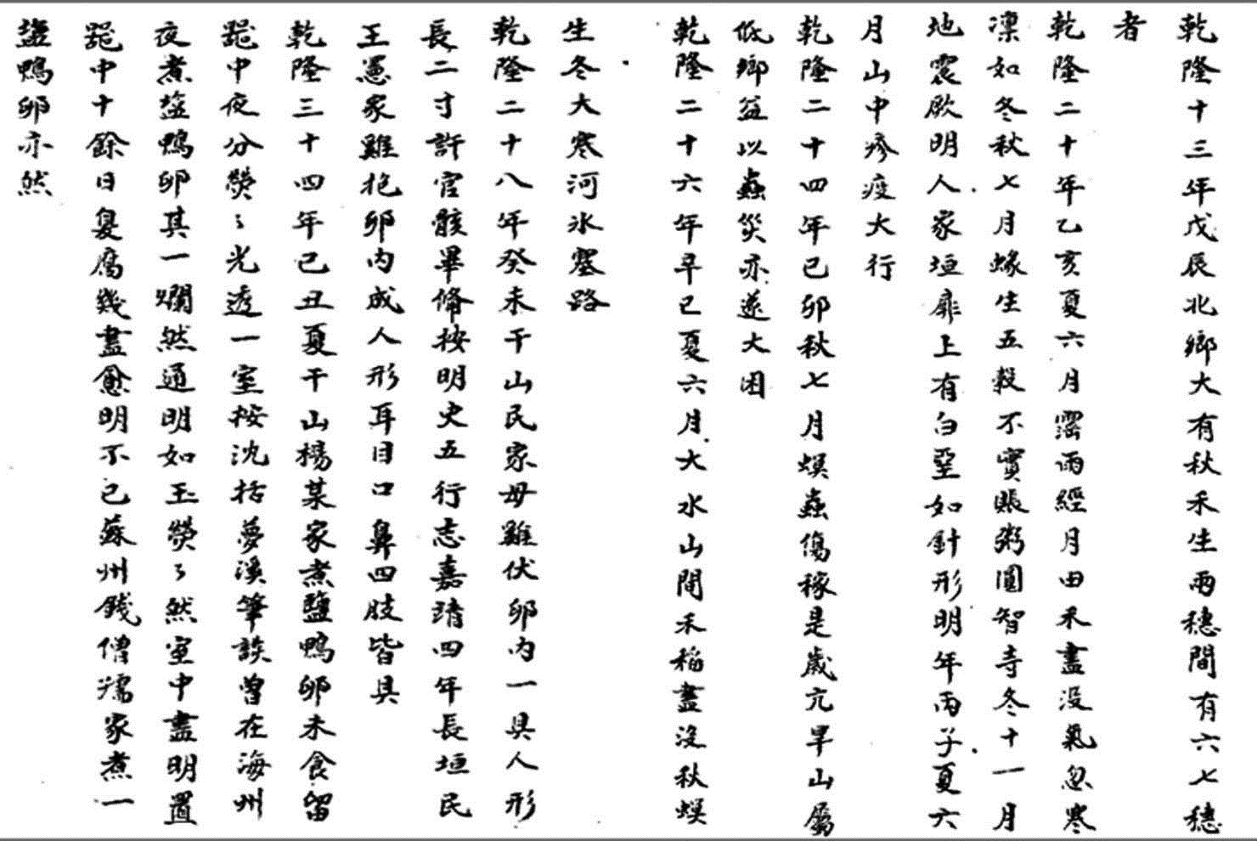 乾隆十三年戊辰北鄉大有秋禾生兩穗間有六七穗
者
乾隆二十年乙亥夏六月霪雨經月田禾盡没氣忽寒
凜如冬秋七月蝝生五穀不實賑粥圓智寺冬十一月
地震厥明人家垣扉上有白堊如針形明年丙子夏六
月山中疹疫大行
乾隆二十四年己卯秋七月螟蟲傷稼是歲亢旱山屬
低鄉益以蟲災亦遂大困
乾隆二十六年辛巳夏六月大水山間禾稲盡没秋螟
生冬大寒河氷塞路
乾隆二十八年癸未干山民家母雞伏卵内一具人形
長二寸許官骸畢俻按明史五行志嘉靖四年長垣民
王憲家雞抱卵内成人形耳目口鼻四肢皆具
乾隆三十四年己丑夏干山楊某家煮鹽鴨卵未食留
甌中夜分熒〻光透一室按沈括夢溪筆談曾在海州
夜煮塩鴨卵其一爛然通明如玉熒〻然室中盡明置
甌中十餘日臭腐幾盡愈明不已蘇州錢僧孺家煮一
塩鴨卵亦然